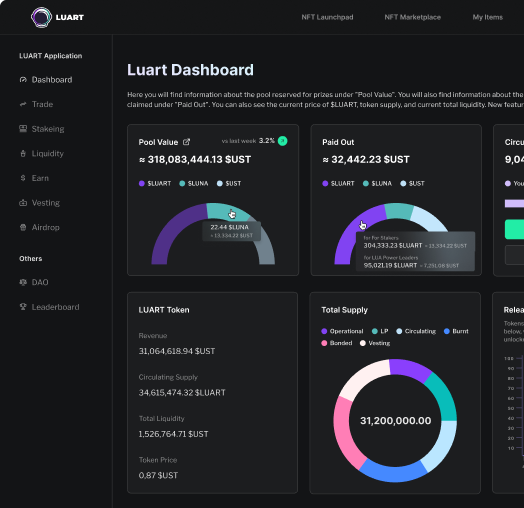 LUART
NFT Launchpad
NFT Marketplace
My Items
LUART Application
Dashboard
Trade
Stakeing
Liquidity
Earn
Vesting
Airdrop
Others
DAO
Leaderboard
Luart Dashboard
Here you will find information about the pool reserved for prizes under "Pool Value". You will also find information about the
claimed under "Paid Out". You can also see the current price of $LUART, token supply, and current total liquidity. New featur
Pool Value
vs last week 3.2%
≈ 318,083,444.13 $UST
$LUART $LUNA $UST
22.44 $LUNA
≈ 13,334.22 $UST
Paid Out
≈ 32,442.23 $UST
$LUART $LUNA $UST
for For Stakers
304,333.23 $LUART ≈ 13,334.22 $UST
for LUA Power Leaders
95,021.19 $LUART ≈ 7,251.08 $UST
Circu
9,04
You
LUART Token
Revenue
31,064,618.94 $UST
Circulating Supply
34,615,474.32 $LUART
Total Liquidity
1,526,764.71 $UST
Token Price
0,87 $UST
Total Supply
Operational LP Circulating Burnt
Bonded Vesting
31,200,000.00
Relea
Tokens
below,
unlocke
100
90
80
70
60
50
40
30
20
10